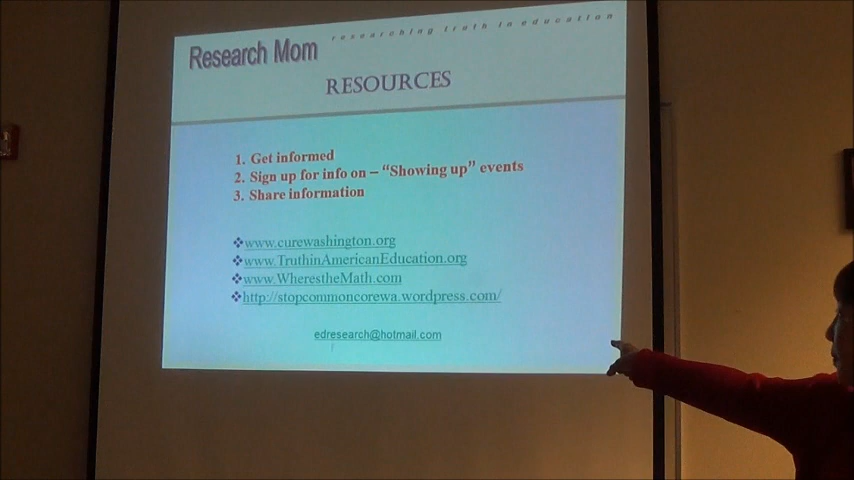 Research Mom
researching truth in education
RESOURCES
1. Get informed
2. Sign up for info on – “Showing up” events
3. Share information
❖www.curewashington.org
❖www.TruthinAmericanEducation.org
❖www.WherestheMath.com
❖http://stopcommoncorewa.wordpress.com/
edresearch@hotmail.com